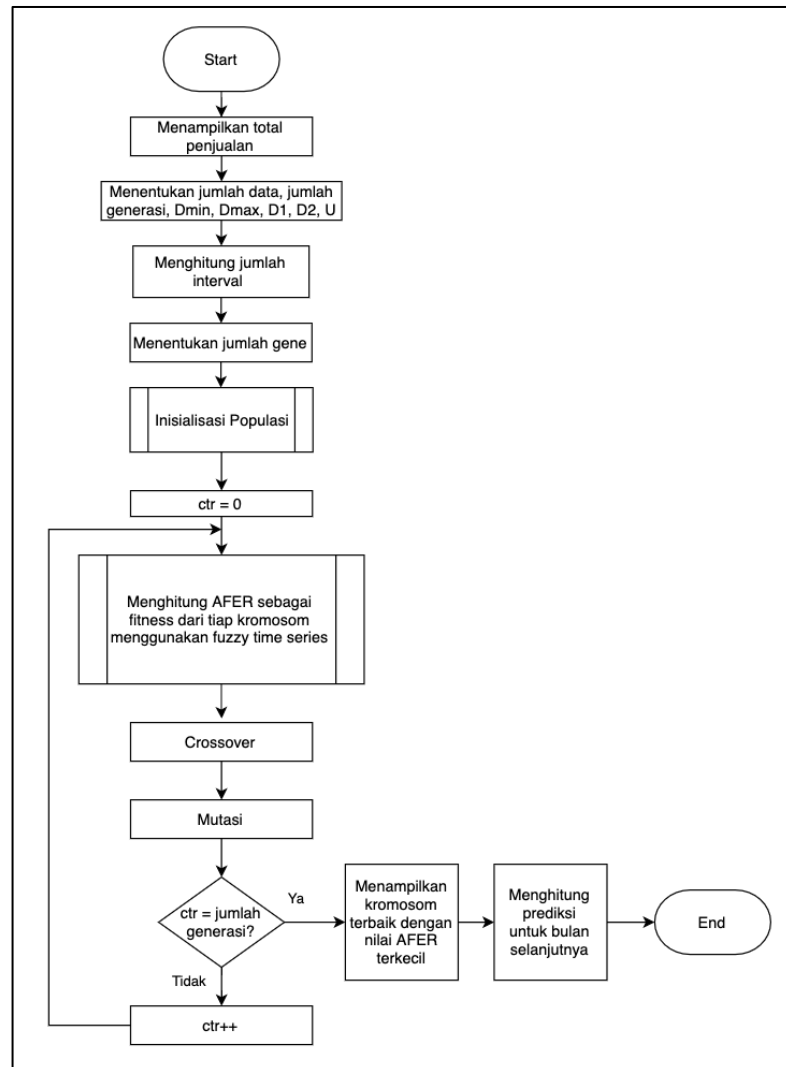 Start
Menampilkan total
penjualan
Menentukan jumlah data, jumlah
generasi, Dmin, Dmax, D1, D2, U
Menghitung jumlah
interval
Menentukan jumlah gene
Inisialisasi Populasi
ctr = 0
Menghitung AFER sebagai
fitness dari tiap kromosom
menggunakan fuzzy time series
Crossover
Mutasi
ctr = jumlah
generasi?
Ya
Menampilkan
kromosom
terbaik dengan
nilai AFER
terkecil
Menghitung
prediksi
untuk bulan
selanjutnya
End
Tidak
ctr++